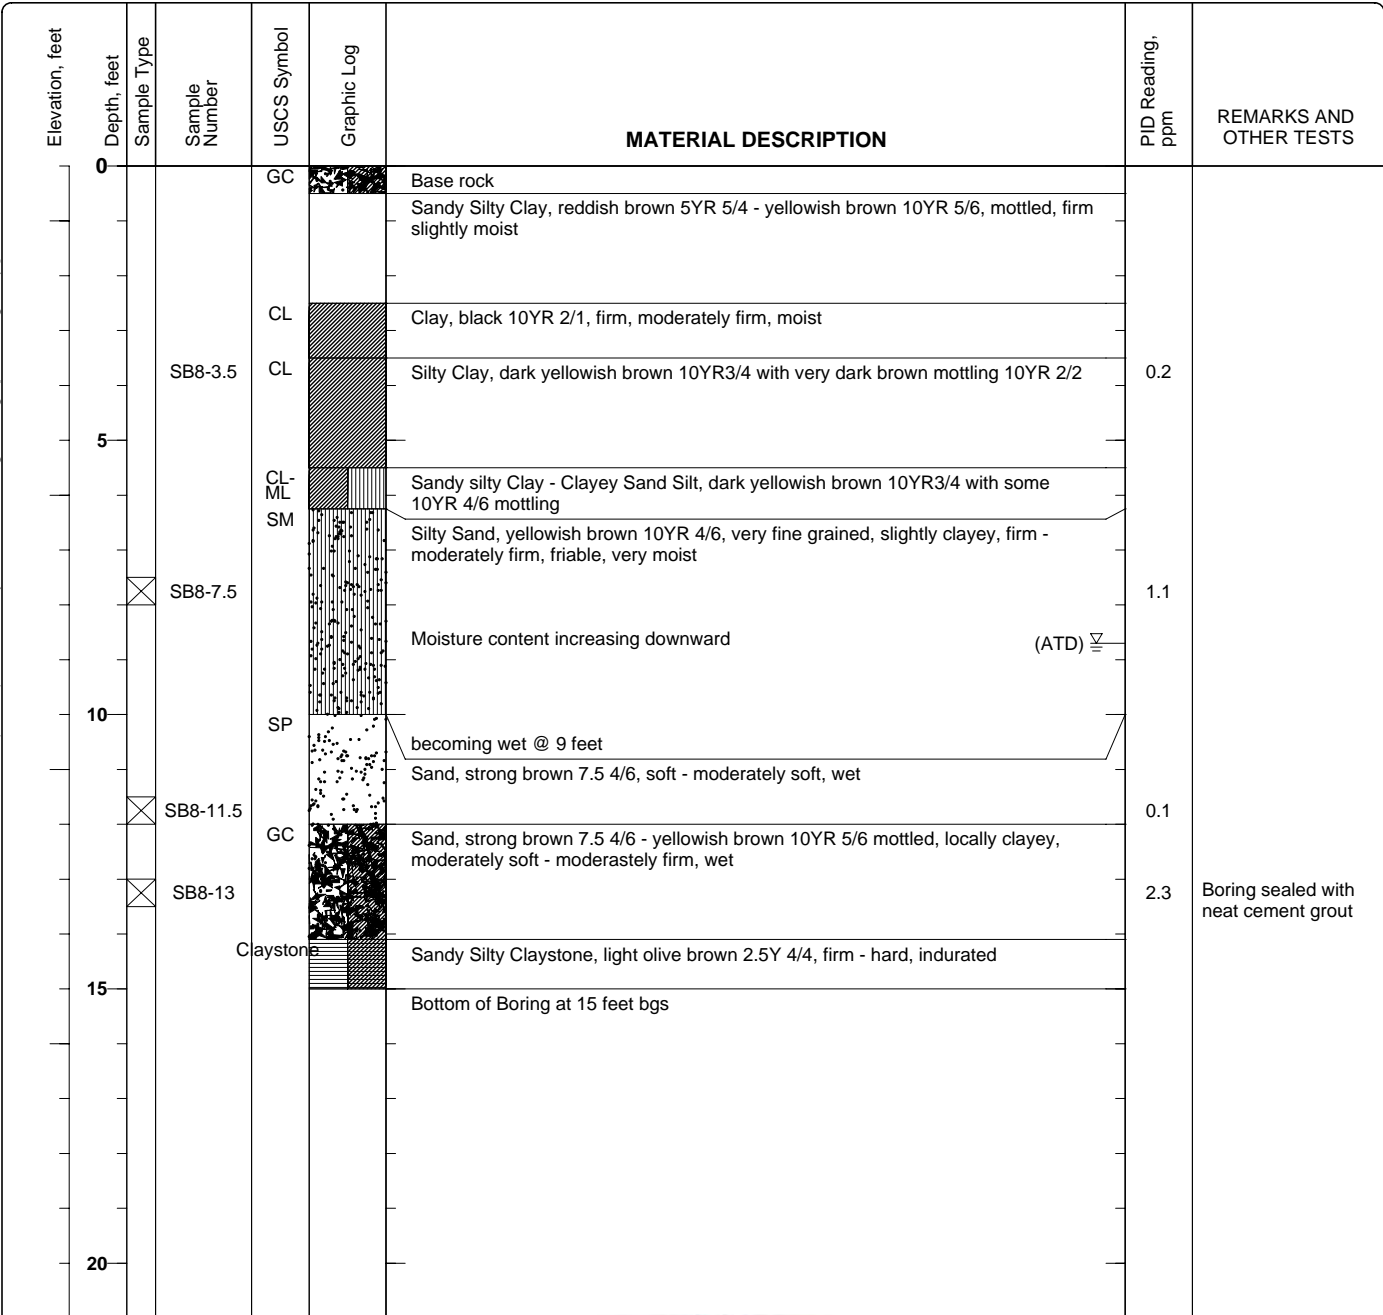 Elevation, feet
Depth, feet
Sample Type
Sample
Number
USCS Symbol
Graphic Log
MATERIAL DESCRIPTION
PID Reading,
ppm
REMARKS AND
OTHER TESTS
0
GC
Base rock
Sandy Silty Clay, reddish brown 5YR 5/4 - yellowish brown 10YR 5/6, mottled, firm
slightly moist
CL
Clay, black 10YR 2/1, firm, moderately firm, moist
SB8-3.5
CL
Silty Clay, dark yellowish brown 10YR3/4 with very dark brown mottling 10YR 2/2
0.2
5
CL-
ML
Sandy silty Clay - Clayey Sand Silt, dark yellowish brown 10YR3/4 with some
10YR 4/6 mottling
SM
Silty Sand, yellowish brown 10YR 4/6, very fine grained, slightly clayey, firm -
moderately firm, friable, very moist
SB8-7.5
1.1
Moisture content increasing downward
(ATD)
10
SP
becoming wet @ 9 feet
Sand, strong brown 7.5 4/6, soft - moderately soft, wet
SB8-11.5
0.1
GC
Sand, strong brown 7.5 4/6 - yellowish brown 10YR 5/6 mottled, locally clayey,
moderately soft - moderastely firm, wet
SB8-13
2.3
Boring sealed with
neat cement grout
Claystone
Sandy Silty Claystone, light olive brown 2.5Y 4/4, firm - hard, indurated
15
Bottom of Boring at 15 feet bgs
20